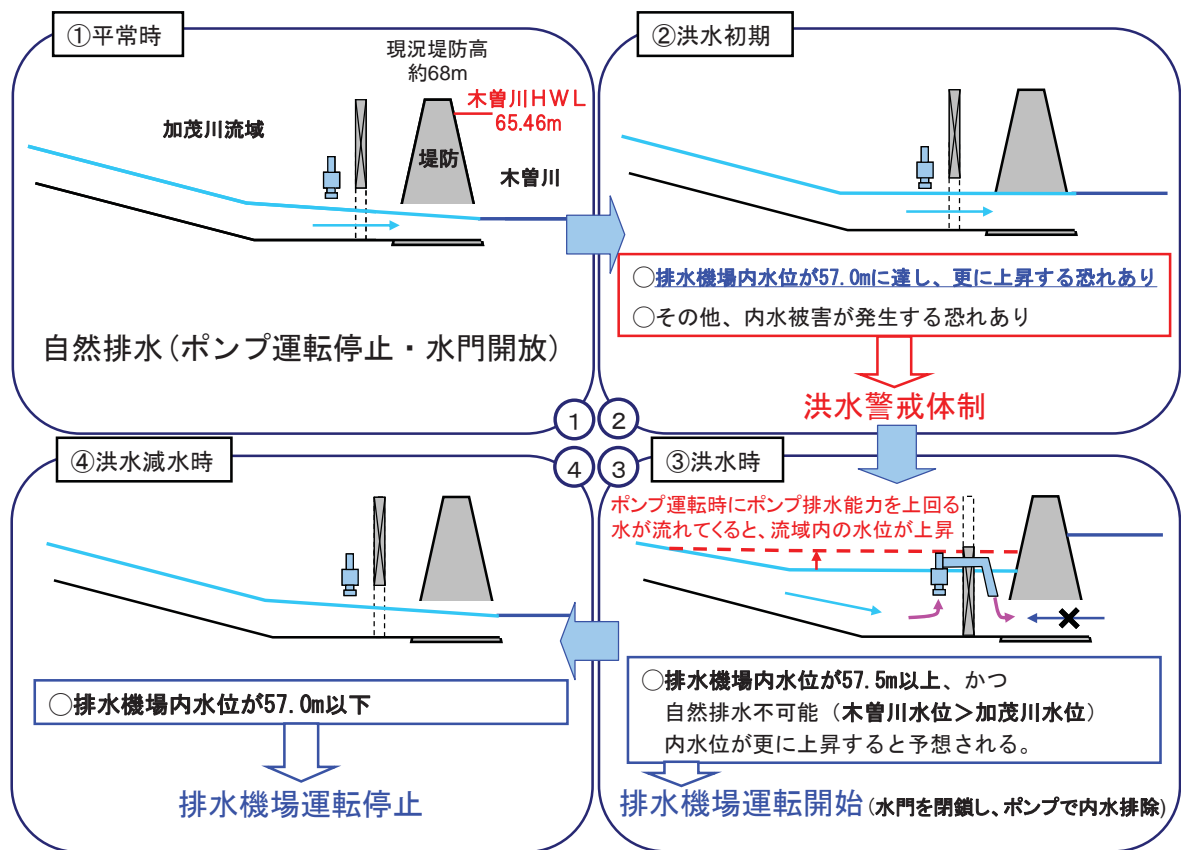 ①平常時
現況堤防高
約68m
木曽川HWL
65.46m
加茂川流域
堤防
木曽川
自然排水(ポンプ運転停止・水門開放)
①
②洪水初期
○排水機場内水位が57.0mに達し、更に上昇する恐れあり
○その他、内水被害が発生する恐れあり
洪水警戒体制
②
③洪水時
ポンプ運転時にポンプ排水能力を上回る
水が流れてくると、流域内の水位が上昇
○排水機場内水位が57.5m以上、かつ
自然排水不可能(木曽川水位>加茂川水位)
内水位が更に上昇すると予想される。
排水機場運転開始(水門を閉鎖し、ポンプで内水排除)
③
④洪水減水時
○排水機場内水位が57.0m以下
排水機場運転停止
④